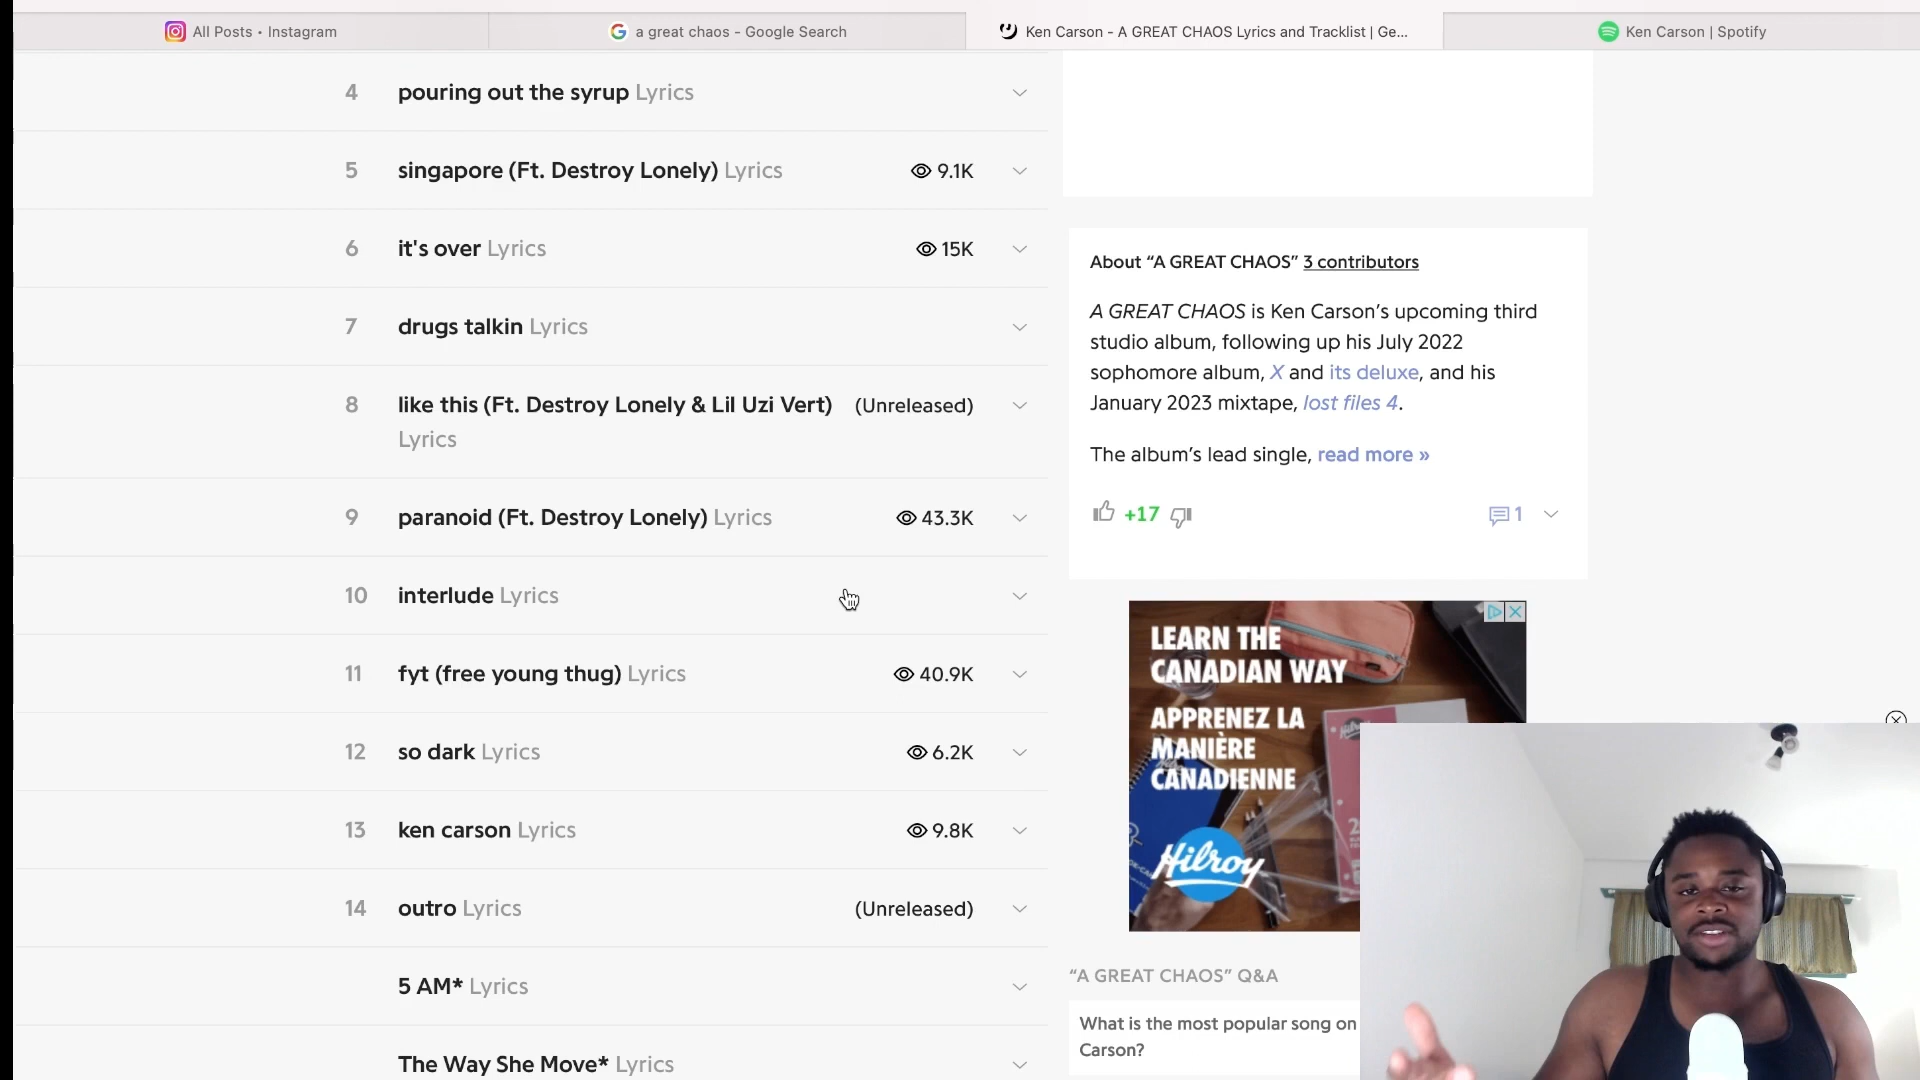 All Posts • Instagram
a great chaos - Google Search
Ken Carson - A GREAT CHAOS Lyrics and Tracklist | Ge...
Ken Carson | Spotify
4 pouring out the syrup Lyrics
5 singapore (Ft. Destroy Lonely) Lyrics 9.1K
6 it's over Lyrics 15K
7 drugs talkin Lyrics
8 like this (Ft. Destroy Lonely & Lil Uzi Vert) (Unreleased)
Lyrics
9 paranoid (Ft. Destroy Lonely) Lyrics 43.3K
10 interlude Lyrics
11 fyt (free young thug) Lyrics 40.9K
12 so dark Lyrics 6.2K
13 ken carson Lyrics 9.8K
14 outro Lyrics (Unreleased)
5 AM* Lyrics
The Way She Move* Lyrics
About “A GREAT CHAOS” 3 contributors
A GREAT CHAOS is Ken Carson’s upcoming third
studio album, following up his July 2022
sophomore album, X and its deluxe, and his
January 2023 mixtape, lost files 4.
The album’s lead single, read more »
+17
1
LEARN THE
CANADIAN WAY
APPRENEZ LA
MANIÈRE
CANADIENNE
Hilroy
“A GREAT CHAOS” Q&A
What is the most popular song on
Carson?